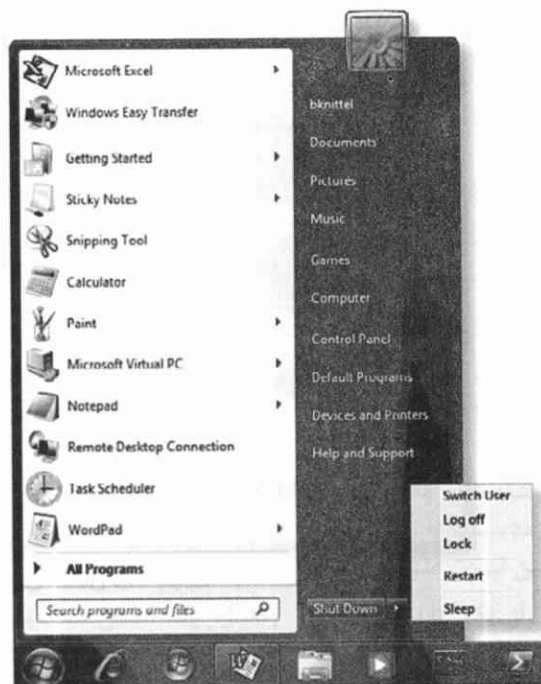 Microsoft Excel
Windows Easy Transfer
Getting Started
Sticky Notes
Snipping Tool
Calculator
Paint
Microsoft Virtual PC
Notepad
Remote Desktop Connection
Task Scheduler
WordPad
All Programs
Search programs and files
bknittel
Documents
Pictures
Music
Games
Computer
Control Panel
Default Programs
Devices and Printers
Help and Support
Shut Down
Switch User
Log off
Lock
Restart
Sleep